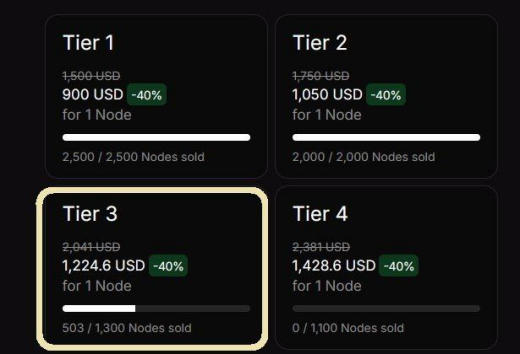 Tier 1
1,500 USD
900 USD -40%
for 1 Node
2,500 / 2,500 Nodes sold
Tier 2
1,750 USD
1,050 USD -40%
for 1 Node
2,000 / 2,000 Nodes sold
Tier 3
2,041 USD
1,224.6 USD -40%
for 1 Node
503 / 1,300 Nodes sold
Tier 4
2,381 USD
1,428.6 USD -40%
for 1 Node
0 / 1,100 Nodes sold